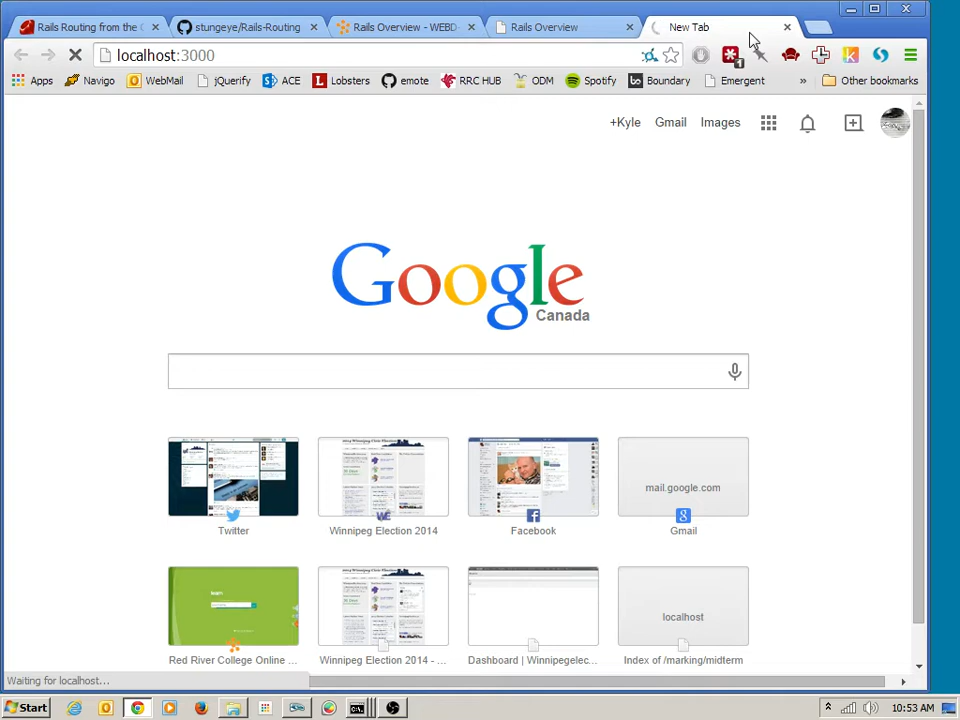 Rails Routing from the
stungeye/Rails-Routing
Rails Overview - WEBD
Rails Overview
New Tab
localhost:3000
1
Apps
Navigo
WebMail
jQuerify
ACE
Lobsters
emote
RRC HUB
ODM
Spotify
Boundary
Emergent
»
Other bookmarks
+Kyle
Gmail
Images
Google
Canada
mail.google.com
Twitter
Winnipeg Election 2014
Facebook
Gmail
learn
localhost
Red River College Online ...
Winnipeg Election 2014 - ...
Dashboard | Winnipegelec...
Index of /marking/midterm
Waiting for localhost...
Start
10:53 AM